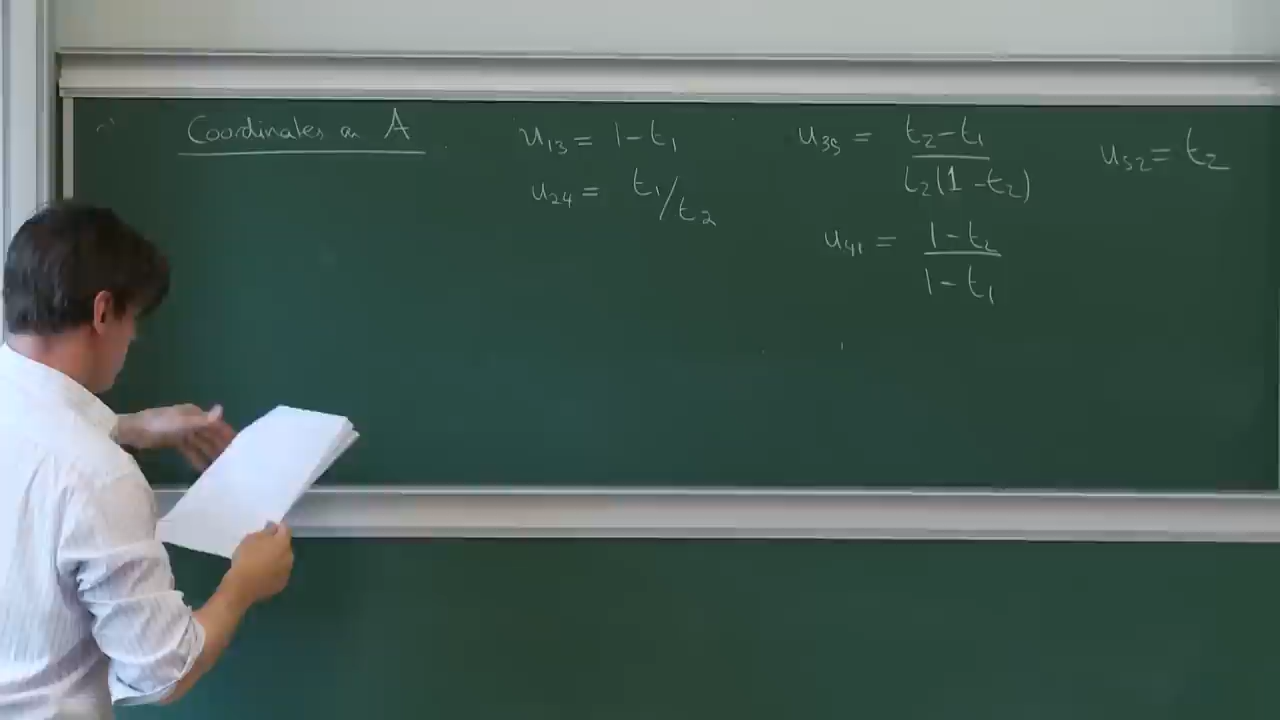 Coordinates on A
u₁₃ = 1 - t₁
u₂₄ = t₁/t₂
u₃₅ = (t₂ - t₁) / (t₂(1 - t₂))
u₄₁ = (1 - t₂) / (1 - t₁)
u₅₂ = t₂